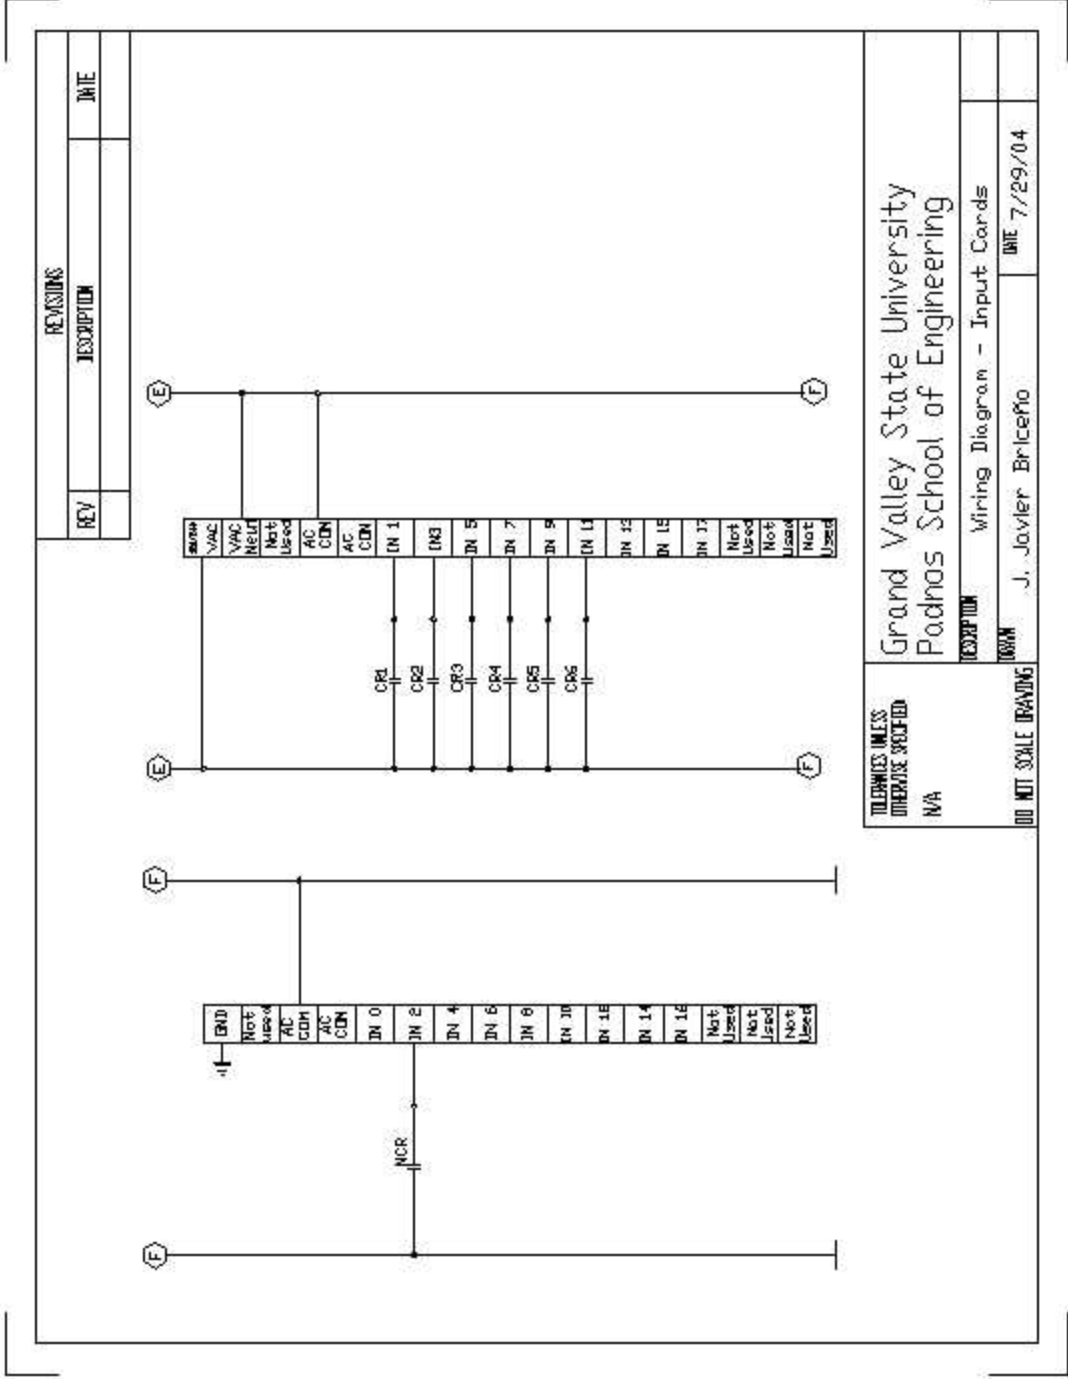 REVISIONS
REV DESCRIPTION DATE
E
E
VAC
VAC Neut
Not Used
AC COM
AC COM
IN 1
IN3
IN 5
IN 7
IN 9
IN 11
IN 13
IN 15
IN 17
Not Used
Not Used
Not Used
CR1
CR2
CR3
CR4
CR5
CR6
F
F
F
F
GND
Not used
AC COM
AC COM
IN 0
IN 2
IN 4
IN 6
IN 8
IN 10
IN 14
IN 16
Not Used
Not Used
Not Used
NCR
TOLERANCES UNLESS
OTHERWISE SPECIFIED:
N/A
DO NOT SCALE DRAWING
Grand Valley State University
Padnos School of Engineering
DESCRIPTION
Wiring Diagram - Input Cards
DRAWN
J. Javier Briceño
DATE 7/29/04